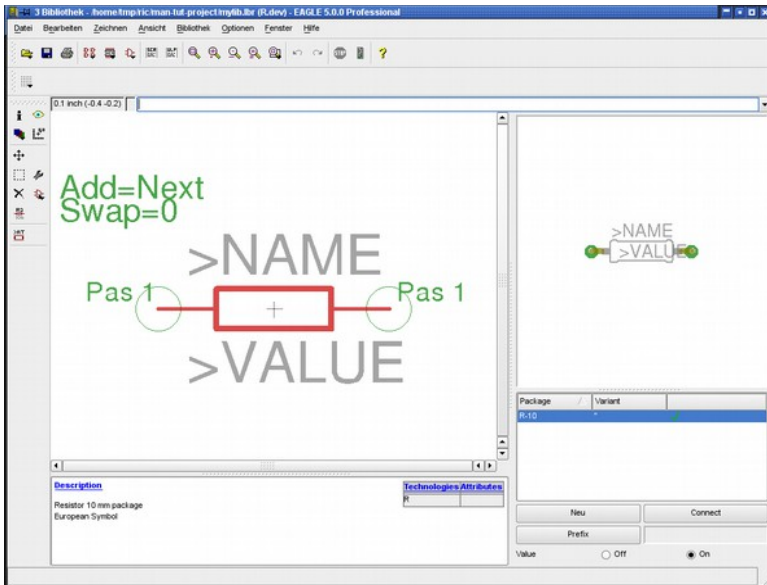 3 Bibliothek - /home/tmp/ric/man-tut-project/mylib.lbr (R.dev) - EAGLE 5.0.0 Professional
Datei Bearbeiten Zeichnen Ansicht Bibliothek Optionen Fenster Hilfe
0.1 inch (-0.4 -0.2)
Add=Next
Swap=0
>NAME
Pas 1 Pas 1
>VALUE
>NAME
>VALUE
Package Variant
R-10 "
Description
Resistor 10 mm package
European Symbol
Technologies Attributes
R
Neu Connect
Prefix
Value Off On